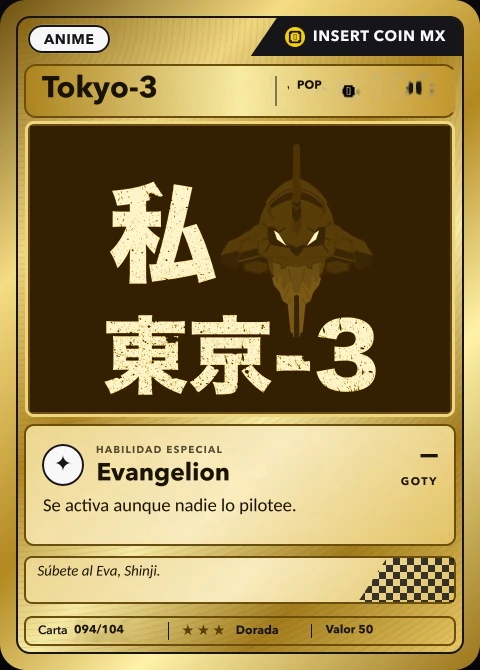 ANIME
INSERT COIN MX
Tokyo-3
POP
私
東京-3
HABILIDAD ESPECIAL
Evangelion
–
GOTY
Se activa aunque nadie lo pilotee.
Súbete al Eva, Shinji.
Carta 094/104
★★★ Dorada
Valor 50